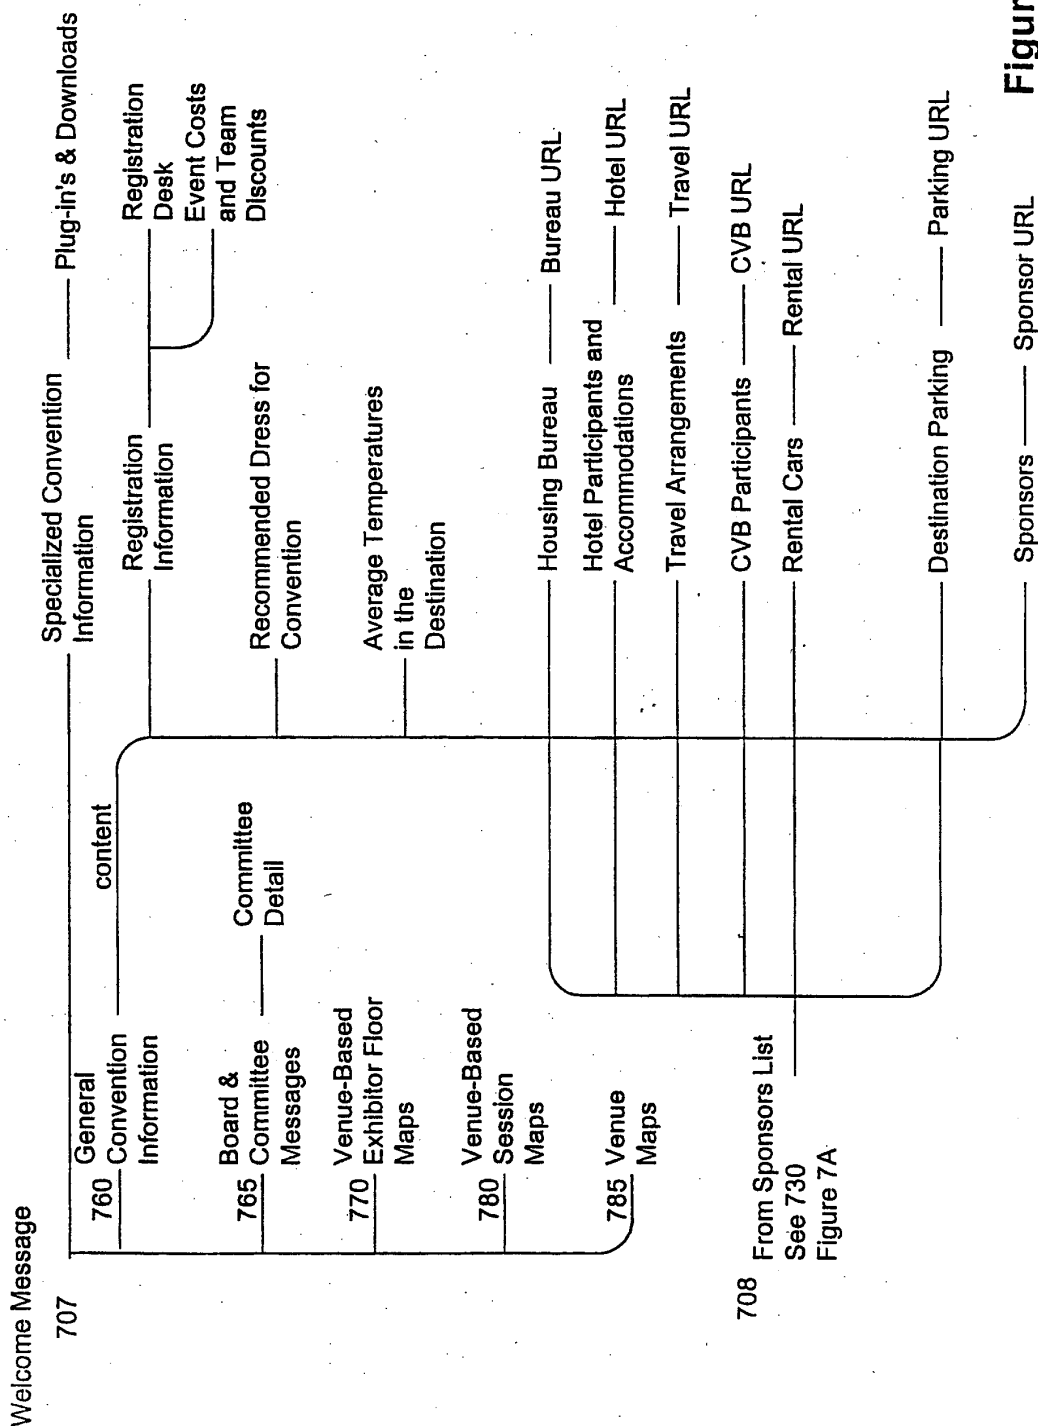 Welcome Message
707
Specialized Convention
Information
Plug-in's & Downloads
General
760
Convention
Information
content
Registration
Information
Registration
Desk
Event Costs
and Team
Discounts
765
Board &
Committee
Messages
Committee
Detail
Recommended Dress for
Convention
770
Venue-Based
Exhibitor Floor
Maps
Average Temperatures
in the
Destination
780
Venue-Based
Session
Maps
785
Venue
Maps
Housing Bureau
Bureau URL
Hotel Participants and
Accommodations
Hotel URL
Travel Arrangements
Travel URL
CVB Participants
CVB URL
708
From Sponsors List
See 730
Figure 7A
Rental Cars
Rental URL
Destination Parking
Parking URL
Sponsors
Sponsor URL